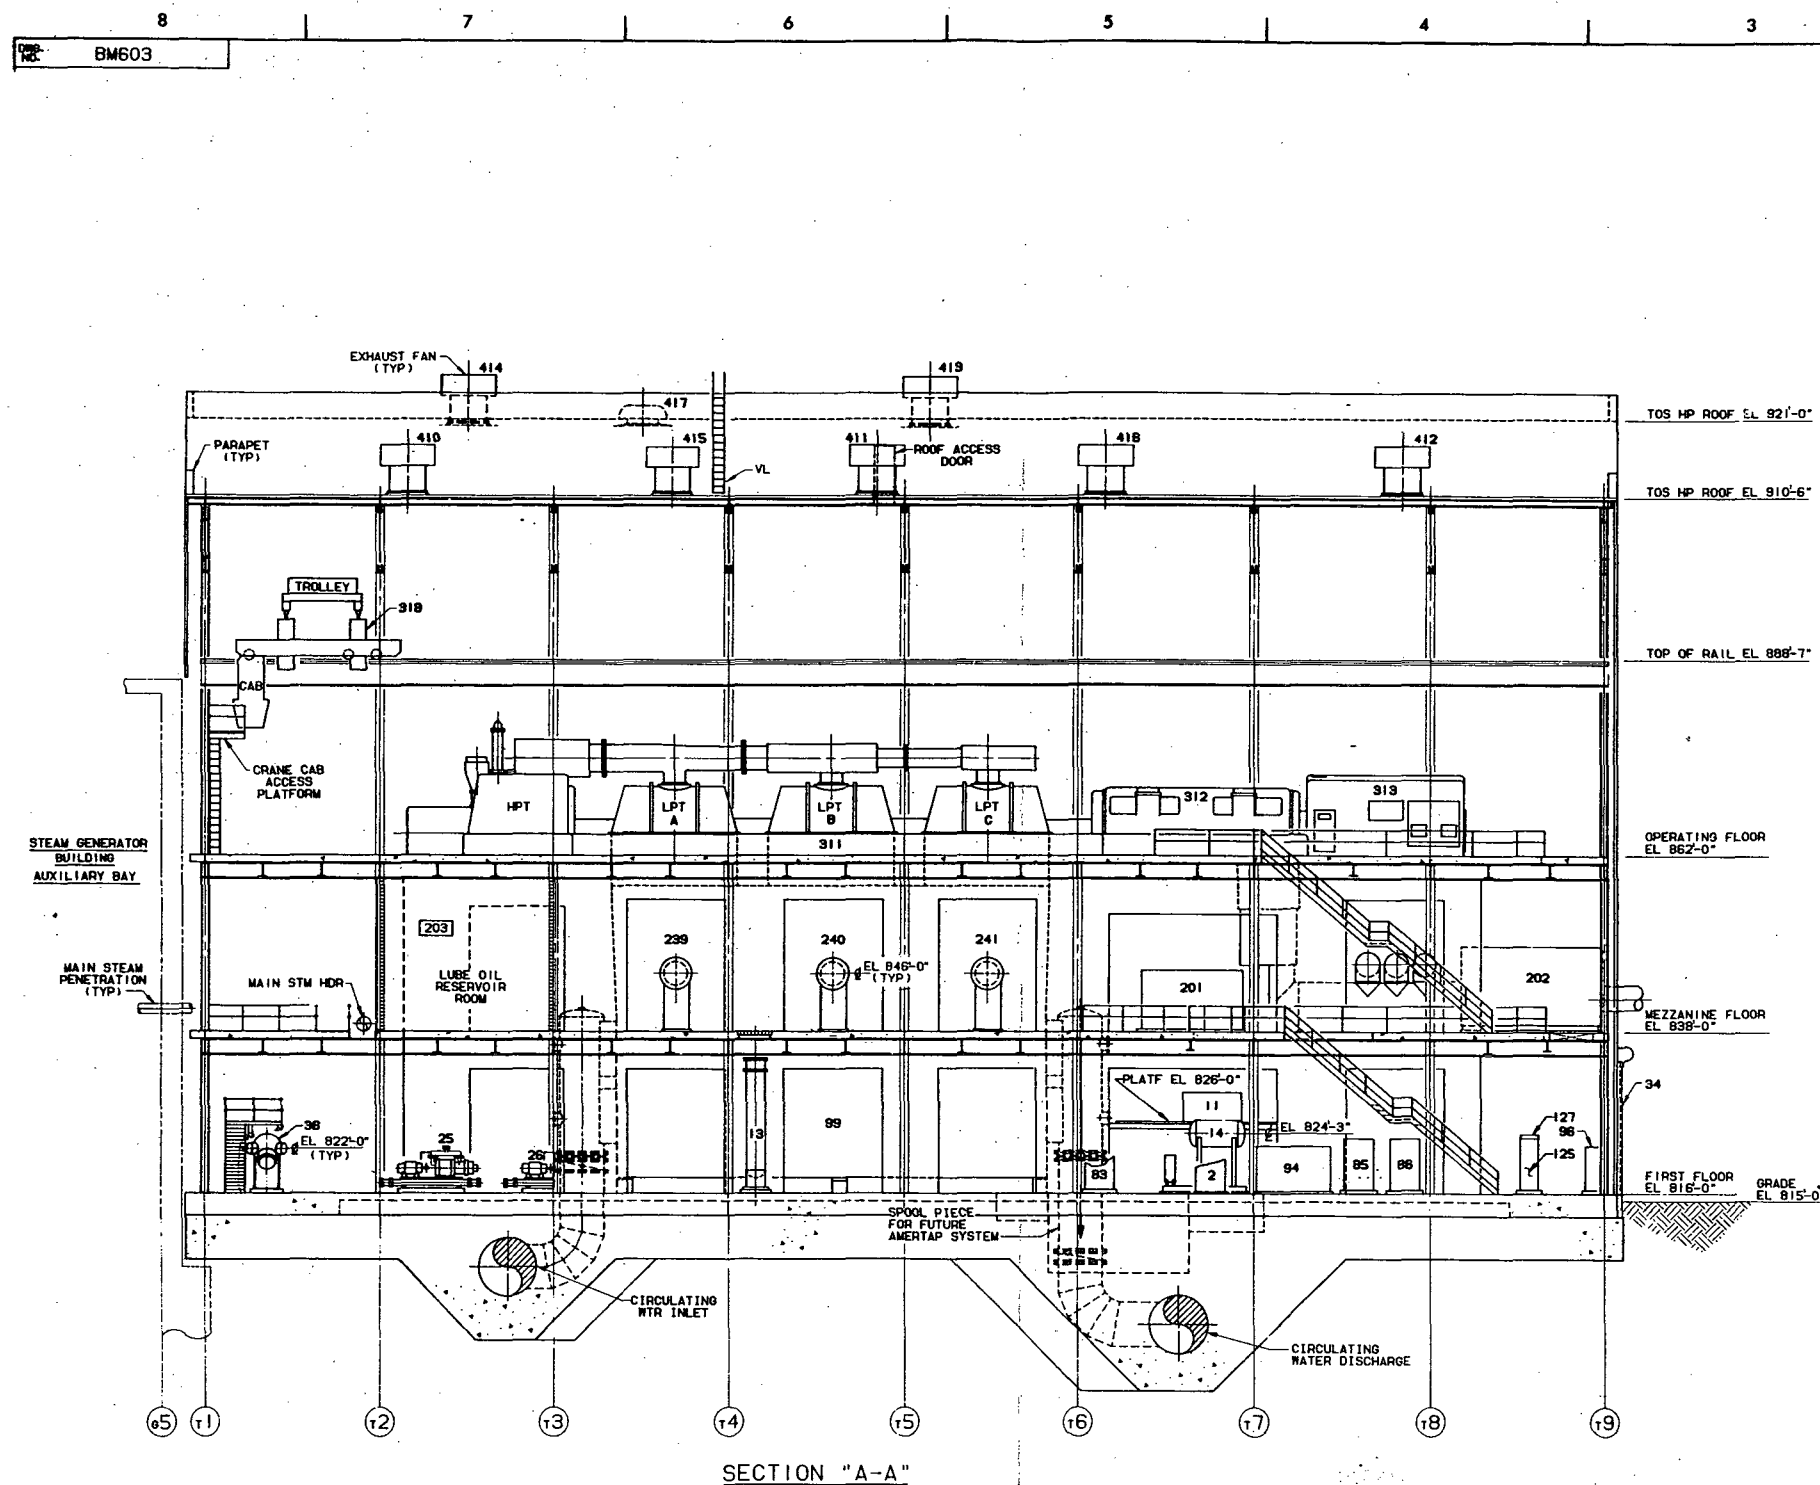 8 7 6 5 4 3
DWG. NO. BM603
EXHAUST FAN
(TYP)
414
419
417
TOS HP ROOF EL 921'-0"
PARAPET
(TYP)
410
415
411
ROOF ACCESS
DOOR
418
412
VL
TOS HP ROOF EL 910'-6"
TROLLEY
318
TOP OF RAIL EL 888'-7"
CAB
CRANE CAB
ACCESS
PLATFORM
HPT
LPT
A
LPT
B
LPT
C
312
313
311
STEAM GENERATOR
BUILDING
AUXILIARY BAY
OPERATING FLOOR
EL 862'-0"
203
LUBE OIL
RESERVOIR
ROOM
239
240
241
EL 846'-0"
(TYP)
201
202
MAIN STEAM
PENETRATION
(TYP)
MAIN STM HDR
MEZZANINE FLOOR
EL 838'-0"
PLATF EL 826'-0"
34
38
EL 822'-0"
(TYP)
25
26
13
99
11
14
EL 824'-3"
83
2
94
85
86
127
96
125
FIRST FLOOR
EL 816'-0"
GRADE
EL 815'-0"
SPOOL PIECE
FOR FUTURE
AMERTAP SYSTEM
CIRCULATING
WTR INLET
CIRCULATING
WATER DISCHARGE
G5 T1 T2 T3 T4 T5 T6 T7 T8 T9
SECTION "A-A"